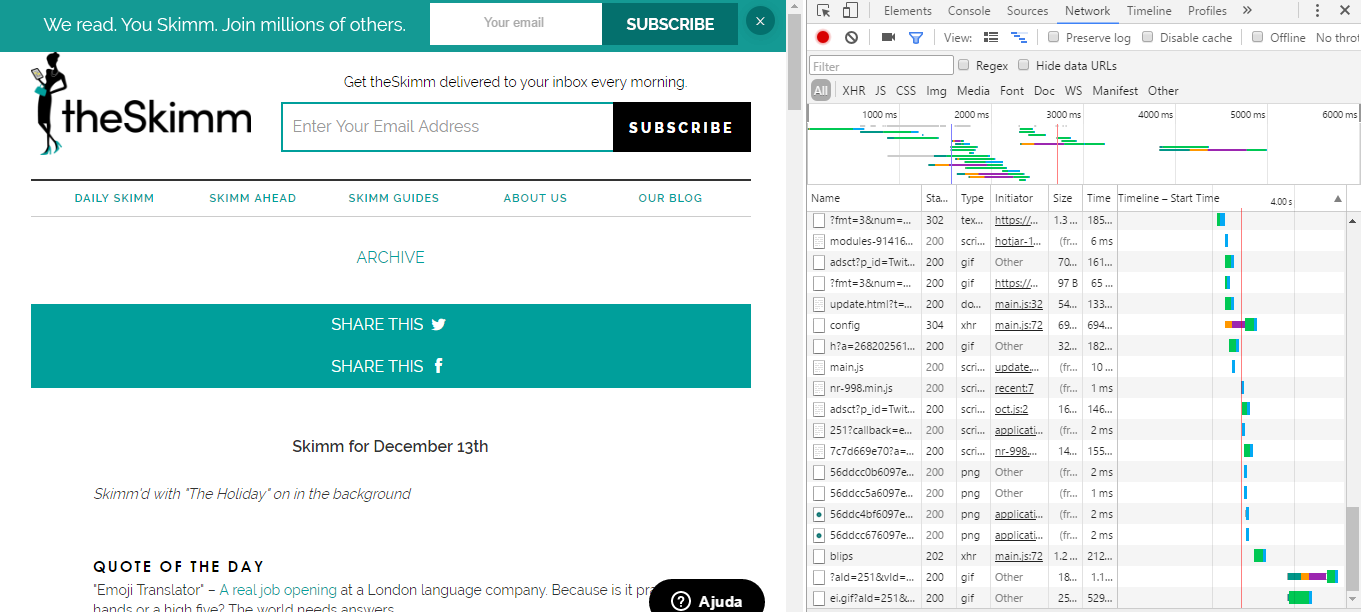 We read. You Skimm. Join millions of others.
Your email
SUBSCRIBE
×
Get theSkimm delivered to your inbox every morning.
theSkimm
Enter Your Email Address
SUBSCRIBE
DAILY SKIMM
SKIMM AHEAD
SKIMM GUIDES
ABOUT US
OUR BLOG
ARCHIVE
SHARE THIS
SHARE THIS
Skimm for December 13th
Skimm'd with "The Holiday" on in the background
QUOTE OF THE DAY
"Emoji Translator" – A real job opening at a London language company. Because is it
hands or a high five? The world needs answers.
Ajuda
Elements Console Sources Network Timeline Profiles »
View: Preserve log Disable cache Offline No throt
Filter Regex Hide data URLs
All XHR JS CSS Img Media Font Doc WS Manifest Other
1000 ms 2000 ms 3000 ms 4000 ms 5000 ms 6000 ms
Name Sta... Type Initiator Size Time Timeline – Start Time 4.00 s
?fmt=3&num=... 302 tex... https://... 1.3 ... 185...
modules-91416... 200 scri... hotjar-1... (fr... 6 ms
adsct?p_id=Twit... 200 gif Other 70... 161...
?fmt=3&num=... 200 gif https://... 97 B 65 ...
update.html?t=... 200 do... main.js:32 54... 133...
config 304 xhr main.js:72 69... 694...
h?a=268202561... 200 gif Other 32... 182...
main.js 200 scri... update.... (fr... 10 ...
nr-998.min.js 200 scri... recent:7 (fr... 1 ms
adsct?p_id=Twit... 200 scri... oct.js:2 16... 146...
251?callback=e... 200 scri... applicati... (fr... 2 ms
7c7d669e70?a=... 200 scri... nr-998.... 14... 155...
56ddcc0b6097e... 200 png Other (fr... 2 ms
56ddcc5a6097e... 200 png Other (fr... 1 ms
56ddc4bf6097e... 200 png applicati... (fr... 2 ms
56ddcc676097e... 200 png applicati... (fr... 2 ms
blips 202 xhr main.js:72 1.2 ... 212...
?aId=251&vId=... 200 gif Other 18... 1.1...
ei.gif?aId=251&... 200 gif Other 25... 529...